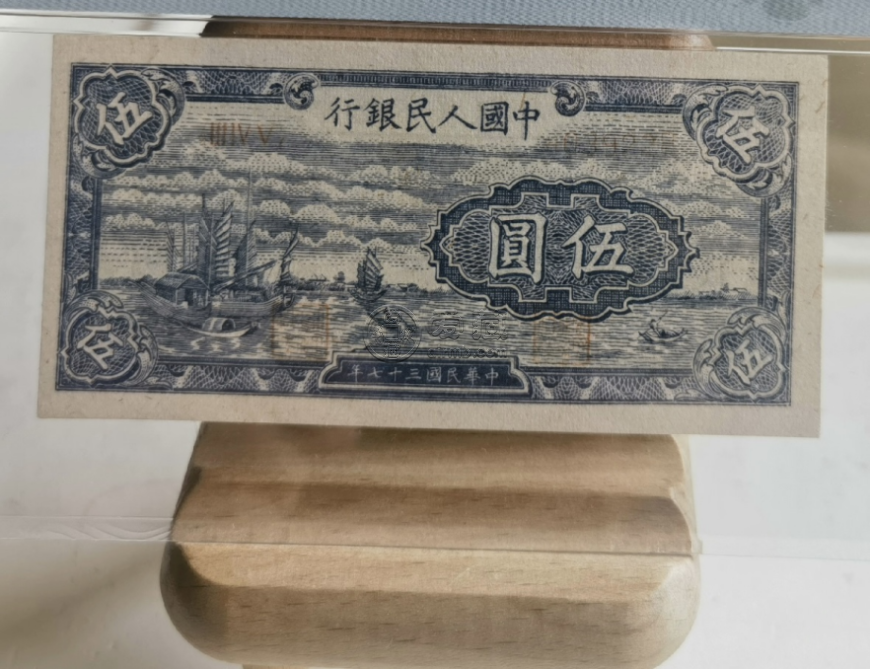 伍 伍
中國人民銀行
伍圓
伍 伍
中華民國三十七年